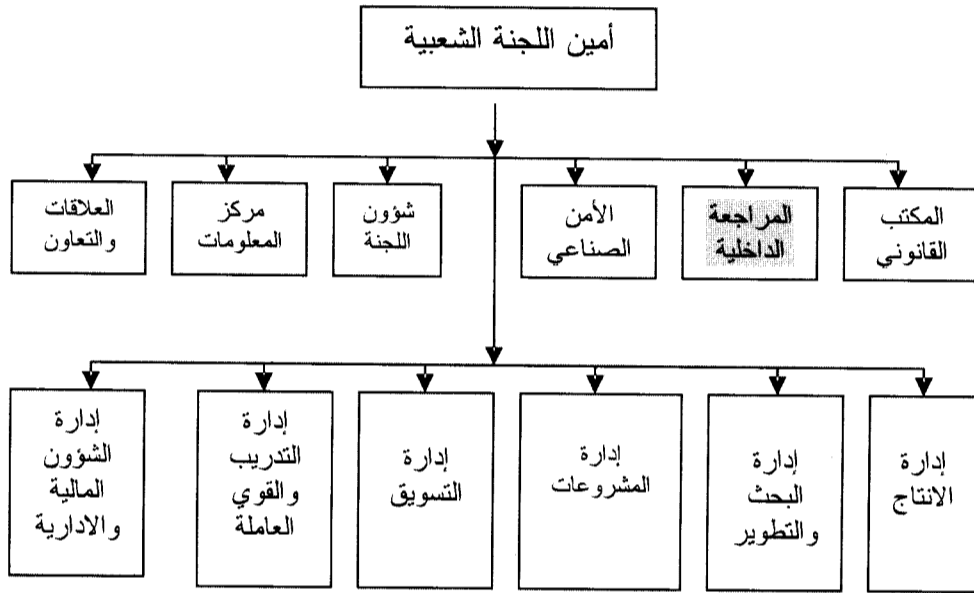 أمين اللجنة الشعبية
المكتب
القانوني
المراجعة
الداخلية
الأمن
الصناعي
شؤون
اللجنة
مركز
المعلومات
العلاقات
والتعاون
إدارة
الانتاج
إدارة
البحث
والتطوير
إدارة
المشروعات
إدارة
التسويق
إدارة
التدريب
والقوي
العاملة
إدارة
الشؤون
المالية
والادارية